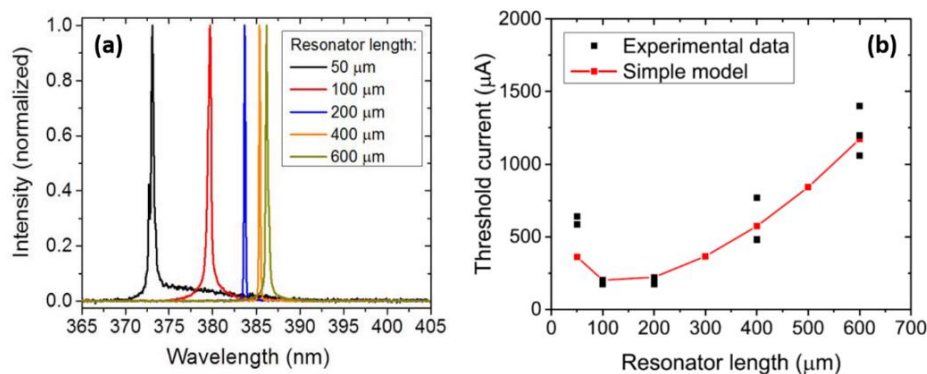 (a)
Resonator length:
50 μm
100 μm
200 μm
400 μm
600 μm
Intensity (normalized)
1.0
0.8
0.6
0.4
0.2
0.0
365 370 375 380 385 390 395 400 405
Wavelength (nm)
(b)
Experimental data
Simple model
Threshold current (μA)
2000
1500
1000
500
0
0 100 200 300 400 500 600 700
Resonator length (μm)